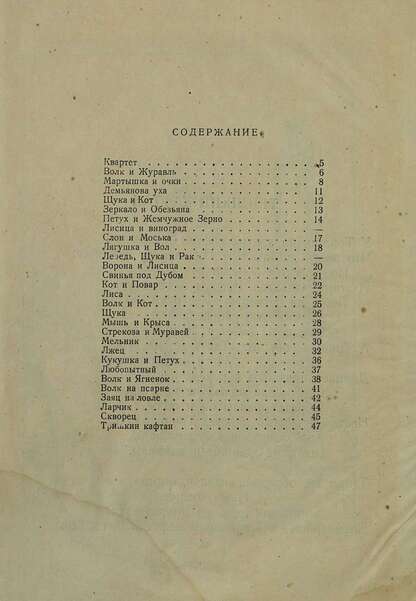 СОДЕРЖАНИЕ
Квартет . . . . . . . . . . . . . . . . 5
Волк и Журавль . . . . . . . . . . . . . 6
Мартышка и очки . . . . . . . . . . . . . 8
Демьянова уха . . . . . . . . . . . . . . 11
Щука и Кот . . . . . . . . . . . . . . . 12
Зеркало и Обезьяна . . . . . . . . . . . . 13
Петух и Жемчужное Зерно . . . . . . . . . 14
Лисица и виноград . . . . . . . . . . . . —
Слон и Моська . . . . . . . . . . . . . . 17
Лягушка и Вол . . . . . . . . . . . . . . 18
Лебедь, Щука и Рак . . . . . . . . . . . . —
Ворона и Лисица . . . . . . . . . . . . . 20
Свинья под Дубом . . . . . . . . . . . . . 21
Кот и Повар . . . . . . . . . . . . . . . 22
Лиса . . . . . . . . . . . . . . . . . . 24
Волк и Кот . . . . . . . . . . . . . . . 25
Щука . . . . . . . . . . . . . . . . . . 26
Мышь и Крыса . . . . . . . . . . . . . . 28
Стрекоза и Муравей . . . . . . . . . . . . 29
Мельник . . . . . . . . . . . . . . . . . 30
Лжец . . . . . . . . . . . . . . . . . . 32
Кукушка и Петух . . . . . . . . . . . . . 36
Любопытный . . . . . . . . . . . . . . . 37
Волк и Ягненок . . . . . . . . . . . . . . 38
Волк на псарне . . . . . . . . . . . . . . 41
Заяц на ловле . . . . . . . . . . . . . . 42
Ларчик . . . . . . . . . . . . . . . . . 44
Скворец . . . . . . . . . . . . . . . . . 45
Тришкин кафтан . . . . . . . . . . . . . . 47